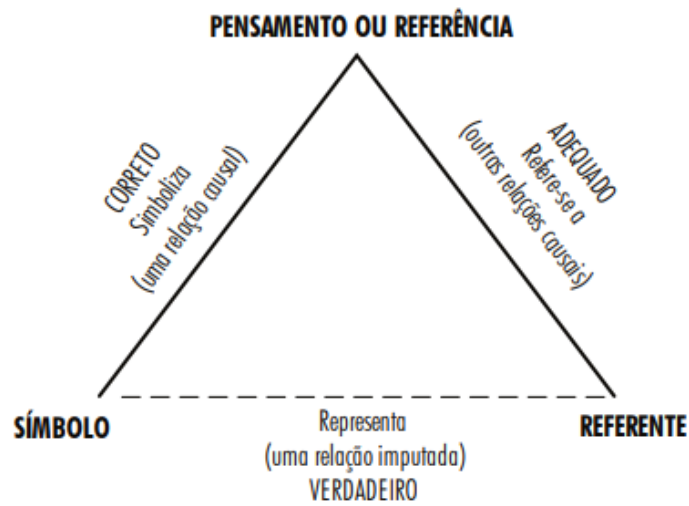 PENSAMENTO OU REFERÊNCIA
CORRETO
Simboliza
(uma relação causal)
ADEQUADO
Refere-se a
(outras relações causais)
SÍMBOLO
Representa
(uma relação imputada)
VERDADEIRO
REFERENTE